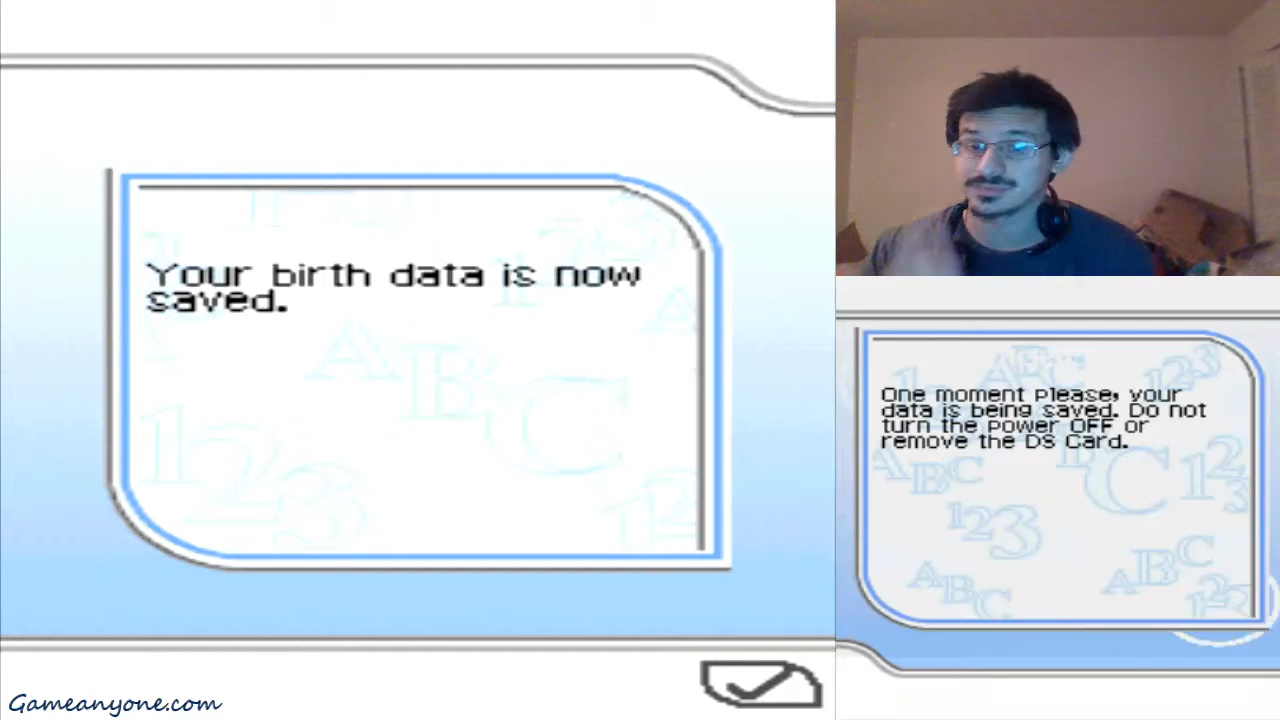 Your birth data is now
saved.
One moment please, your
data is being saved. Do not
turn the power OFF or
remove the DS Card.
Gameanyone.com